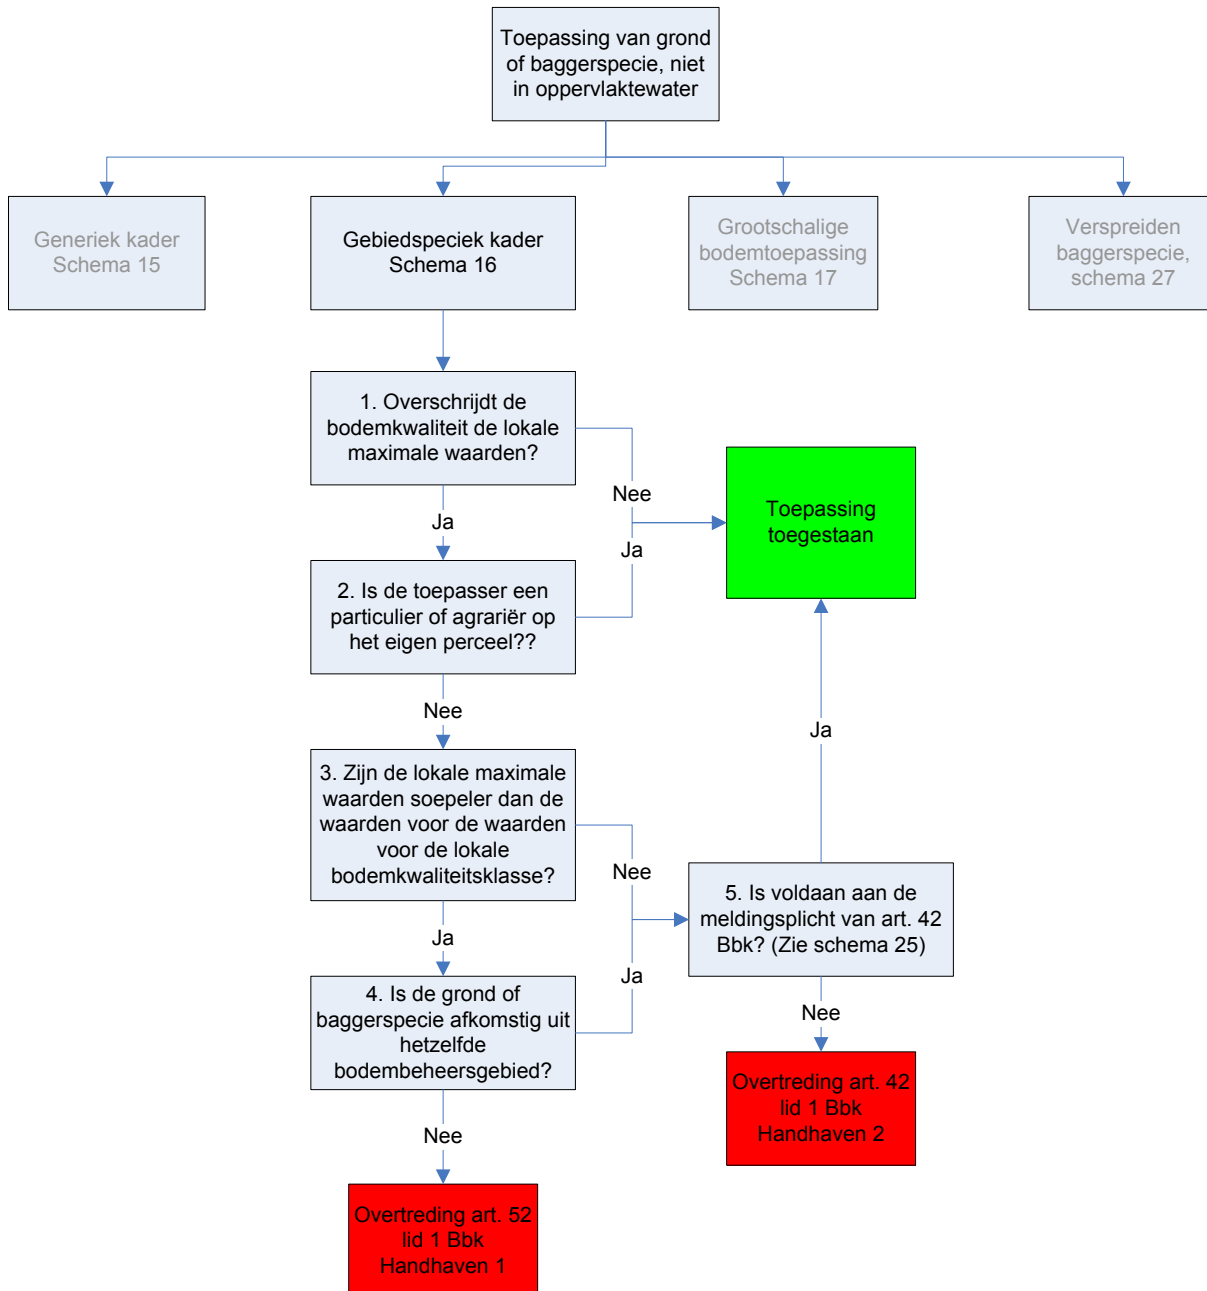 Toepassing van grond
of baggerspecie, niet
in oppervlaktewater
Generiek kader
Schema 15
Gebiedspeciek kader
Schema 16
Grootschalige
bodemtoepassing
Schema 17
Verspreiden
baggerspecie,
schema 27
1. Overschrijdt de
bodemkwaliteit de lokale
maximale waarden?
Nee
Ja
Toepassing
toegestaan
Ja
2. Is de toepasser een
particulier of agrariër op
het eigen perceel??
Nee
Ja
3. Zijn de lokale maximale
waarden soepeler dan de
waarden voor de waarden
voor de lokale
bodemkwaliteitsklasse?
Nee
Ja
5. Is voldaan aan de
meldingsplicht van art. 42
Bbk? (Zie schema 25)
Ja
4. Is de grond of
baggerspecie afkomstig uit
hetzelfde
bodembeheersgebied?
Nee
Overtreding art. 42
lid 1 Bbk
Handhaven 2
Nee
Overtreding art. 52
lid 1 Bbk
Handhaven 1